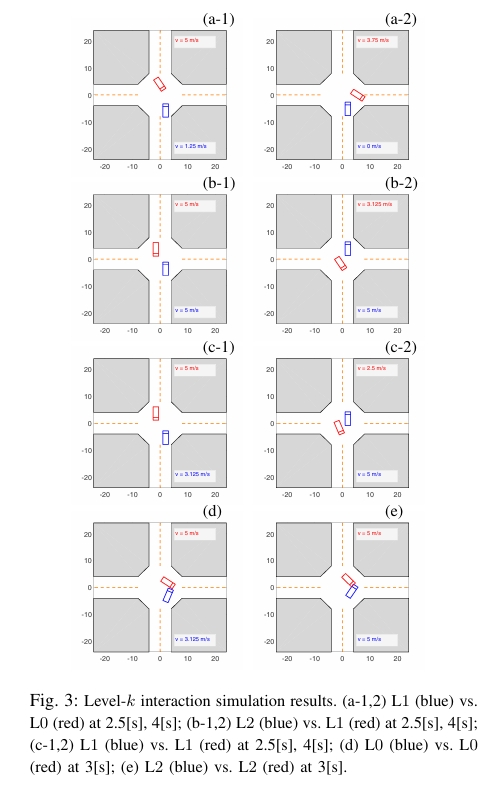 (a-1) (a-2)
20 v = 5 m/s 20 v = 3.75 m/s
10 10
0 0
-10 -10
-20 v = 1.25 m/s -20 v = 0 m/s
-20 -10 0 10 20 -20 -10 0 10 20
(b-1) (b-2)
20 v = 5 m/s 20 v = 3.125 m/s
10 10
0 0
-10 -10
-20 v = 5 m/s -20 v = 5 m/s
-20 -10 0 10 20 -20 -10 0 10 20
(c-1) (c-2)
20 v = 5 m/s 20 v = 2.5 m/s
10 10
0 0
-10 -10
-20 v = 3.125 m/s -20 v = 5 m/s
-20 -10 0 10 20 -20 -10 0 10 20
(d) (e)
20 v = 5 m/s 20 v = 5 m/s
10 10
0 0
-10 -10
-20 v = 3.125 m/s -20 v = 5 m/s
-20 -10 0 10 20 -20 -10 0 10 20
Fig. 3: Level-k interaction simulation results. (a-1,2) L1 (blue) vs.
L0 (red) at 2.5[s], 4[s]; (b-1,2) L2 (blue) vs. L1 (red) at 2.5[s], 4[s];
(c-1,2) L1 (blue) vs. L1 (red) at 2.5[s], 4[s]; (d) L0 (blue) vs. L0
(red) at 3[s]; (e) L2 (blue) vs. L2 (red) at 3[s].